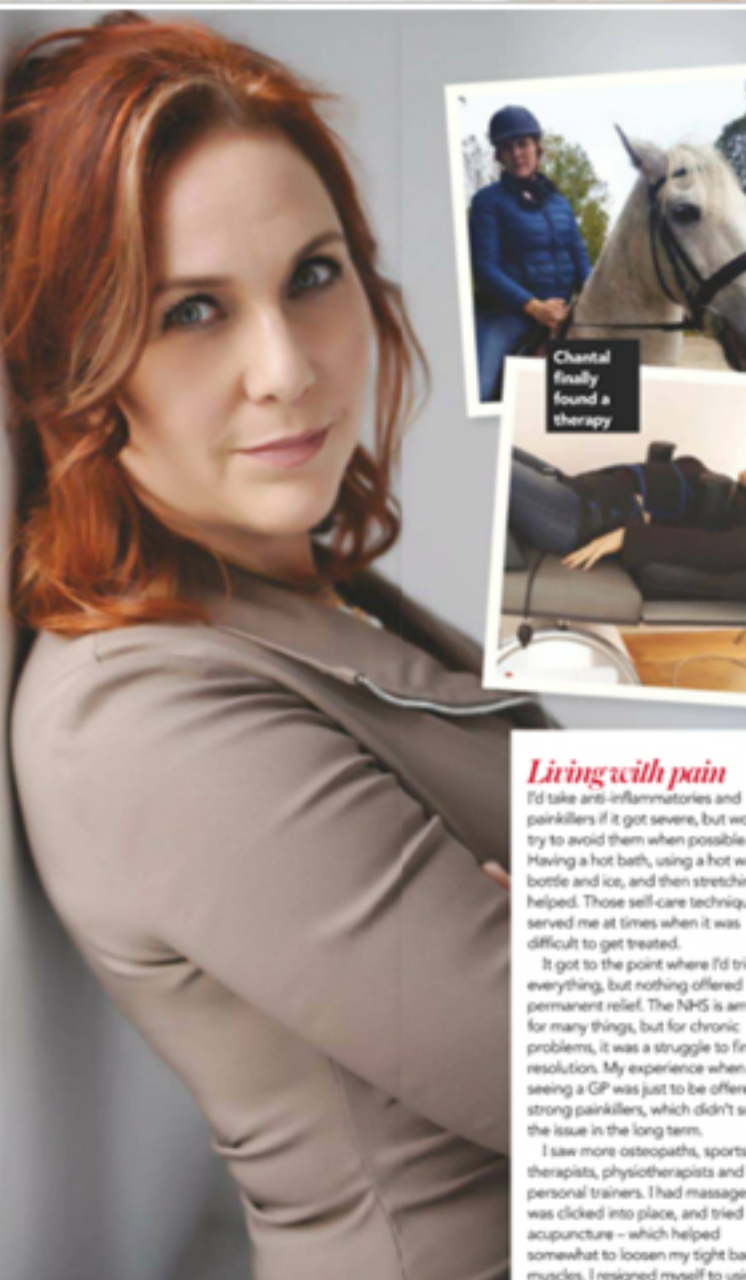 Chantal
finally
found a
therapy
Living with pain
I'd take anti-inflammatories and
painkillers if it got severe, but wo
try to avoid them when possible.
Having a hot bath, using a hot w
bottle and ice, and then stretchin
helped. Those self-care techniqu
served me at times when it was
difficult to get treated.
It got to the point where I'd tri
everything, but nothing offered
permanent relief. The NHS is am
for many things, but for chronic
problems, it was a struggle to fin
resolution. My experience when
seeing a GP was just to be offere
strong painkillers, which didn't s
the issue in the long term.
I saw more osteopaths, sports
therapists, physiotherapists and
personal trainers. I had massage
was clicked into place, and tried
acupuncture – which helped
somewhat to loosen my tight ba
muscles. I resigned myself to usin